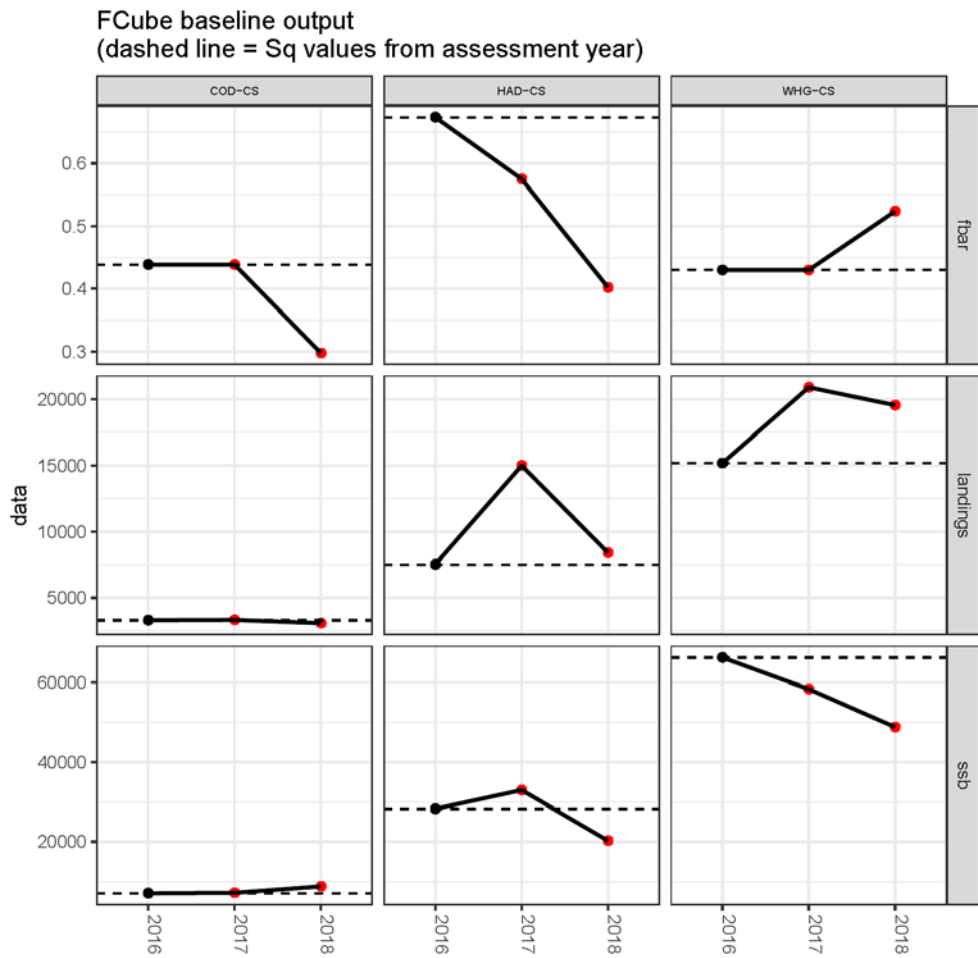 FCube baseline output
(dashed line = Sq values from assessment year)
COD-CS HAD-CS WHG-CS
0.6
0.5
0.4
0.3
fbar
20000
15000
10000
5000
landings
data
60000
40000
20000
ssb
2016 2017 2018 2016 2017 2018 2016 2017 2018